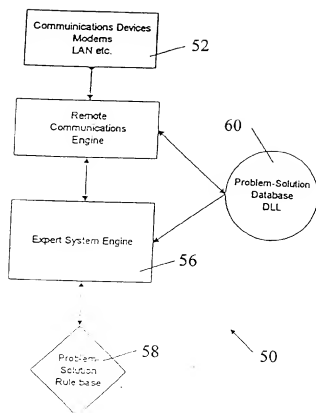 Communications Devices
Modems
LAN etc.
52
Remote
Communications
Engine
60
Problem-Solution
Database
DLL
Expert System Engine
56
Problem-
Solution
Rule base
58
50